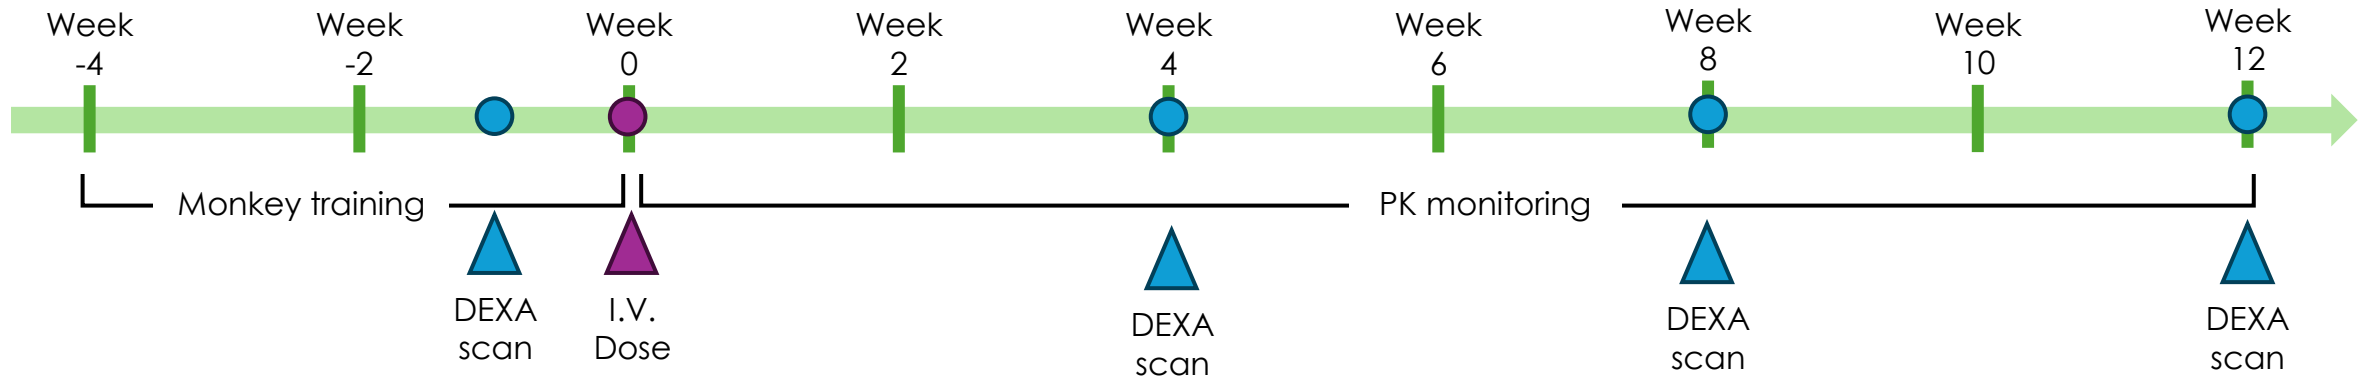 Week
-4
Week
-2
Week
0
Week
2
Week
4
Week
6
Week
8
Week
10
Week
12
Monkey training
PK monitoring
DEXA
scan
I.V.
Dose
DEXA
scan
DEXA
scan
DEXA
scan